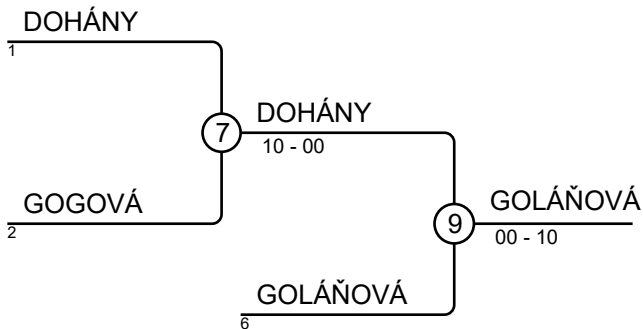 DOHÁNY
1
7
DOHÁNY
10 - 00
GOGOVÁ
2
9
GOLÁŇOVÁ
00 - 10
GOLÁŇOVÁ
6